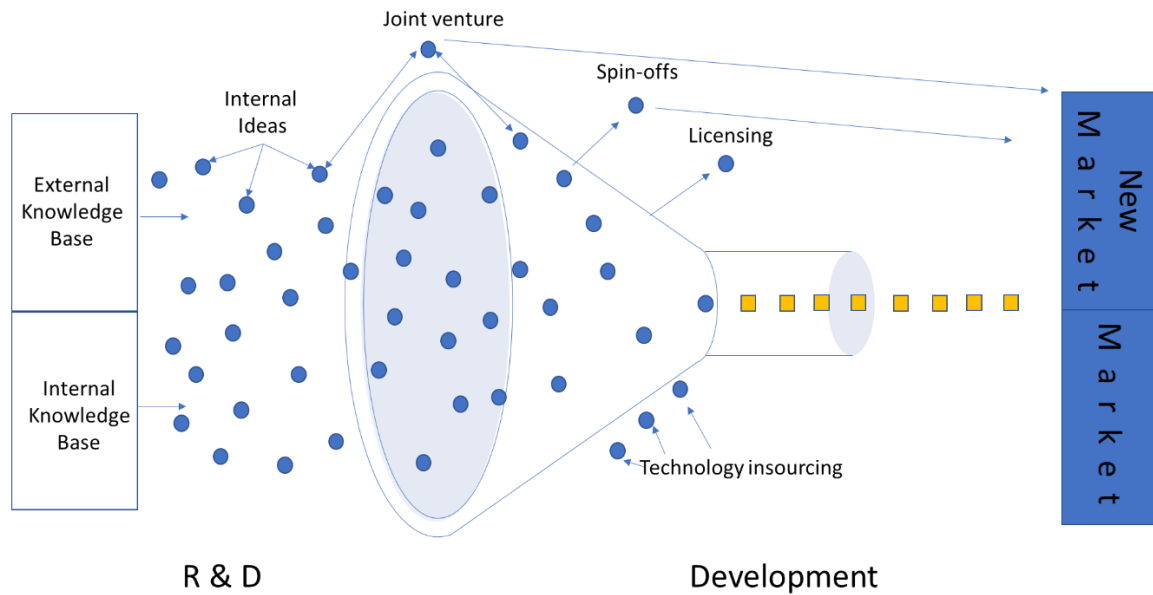 Joint venture
Spin-offs
Internal
Ideas
Licensing
External
Knowledge
Base
New
Market
Internal
Knowledge
Base
Market
Technology insourcing
R & D
Development